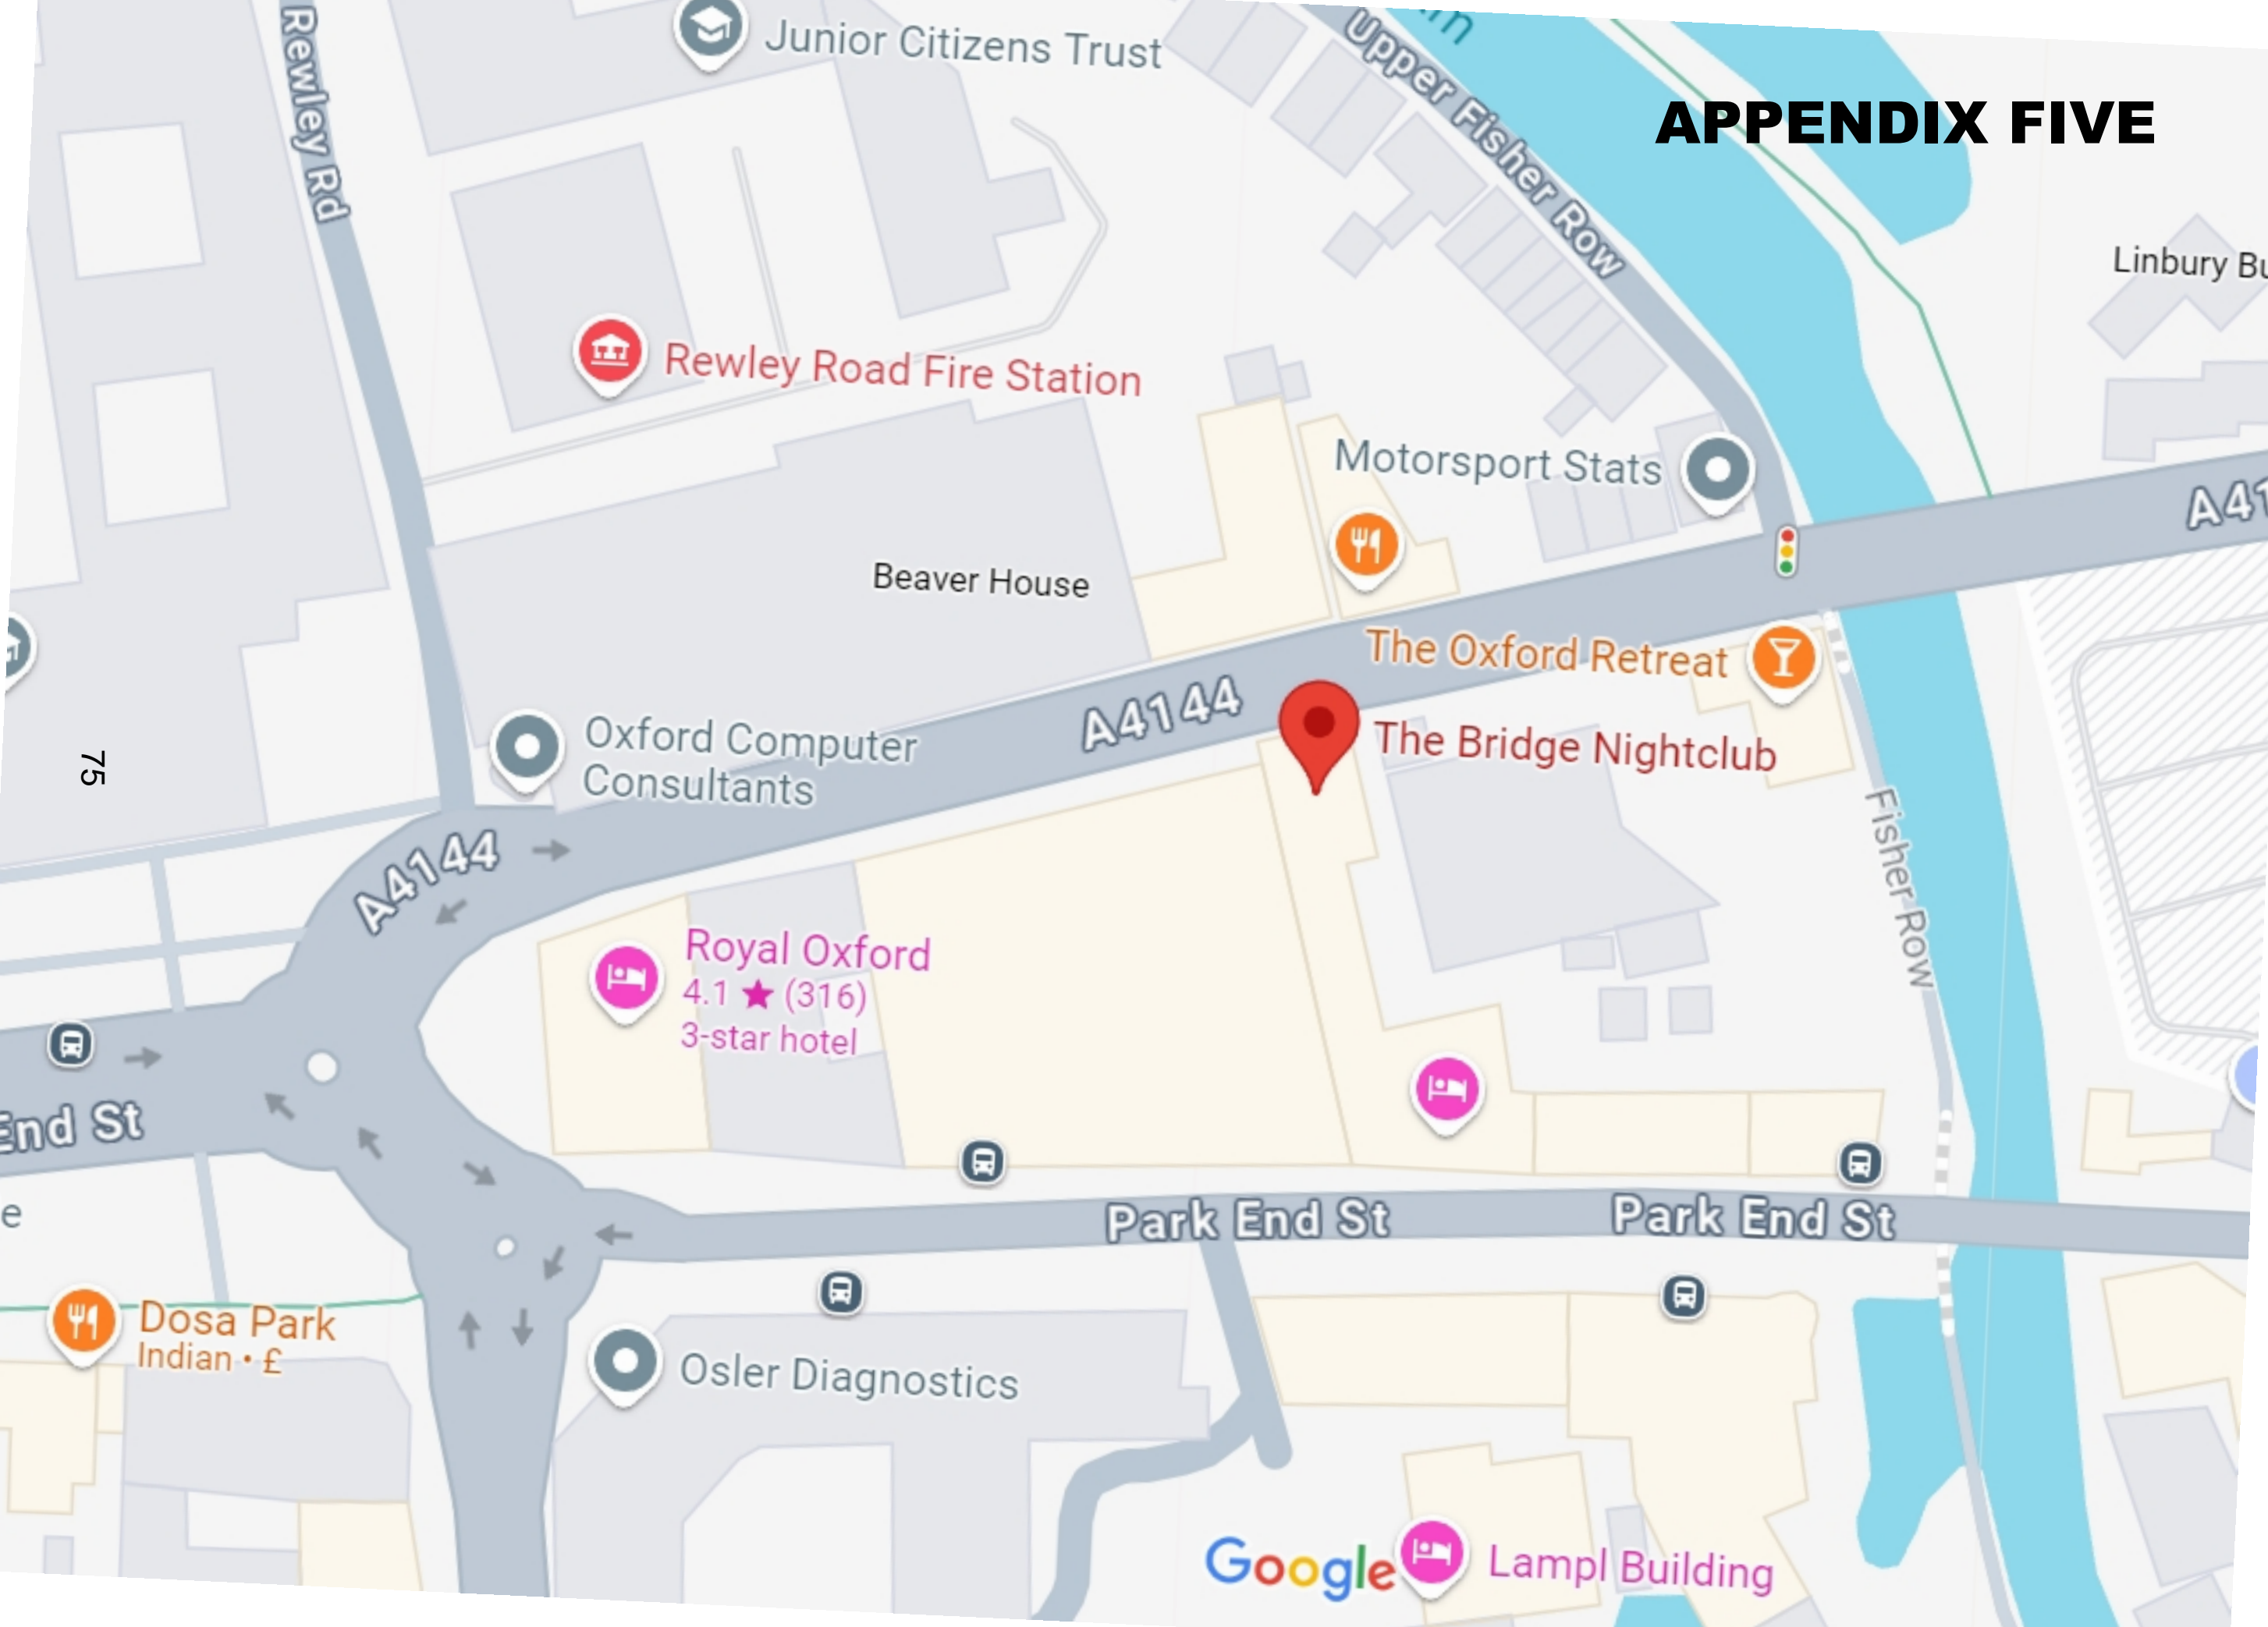 APPENDIX FIVE
Junior Citizens Trust
Rewley Rd
Upper Fisher Row
Linbury Bu
Rewley Road Fire Station
Motorsport Stats
A41
Beaver House
The Oxford Retreat
A4144
The Bridge Nightclub
Oxford Computer
Consultants
75
A4144
Fisher Row
Royal Oxford
4.1 ★ (316)
3-star hotel
End St
Park End St
Park End St
e
Dosa Park
Indian • £
Osler Diagnostics
Google
Lampl Building